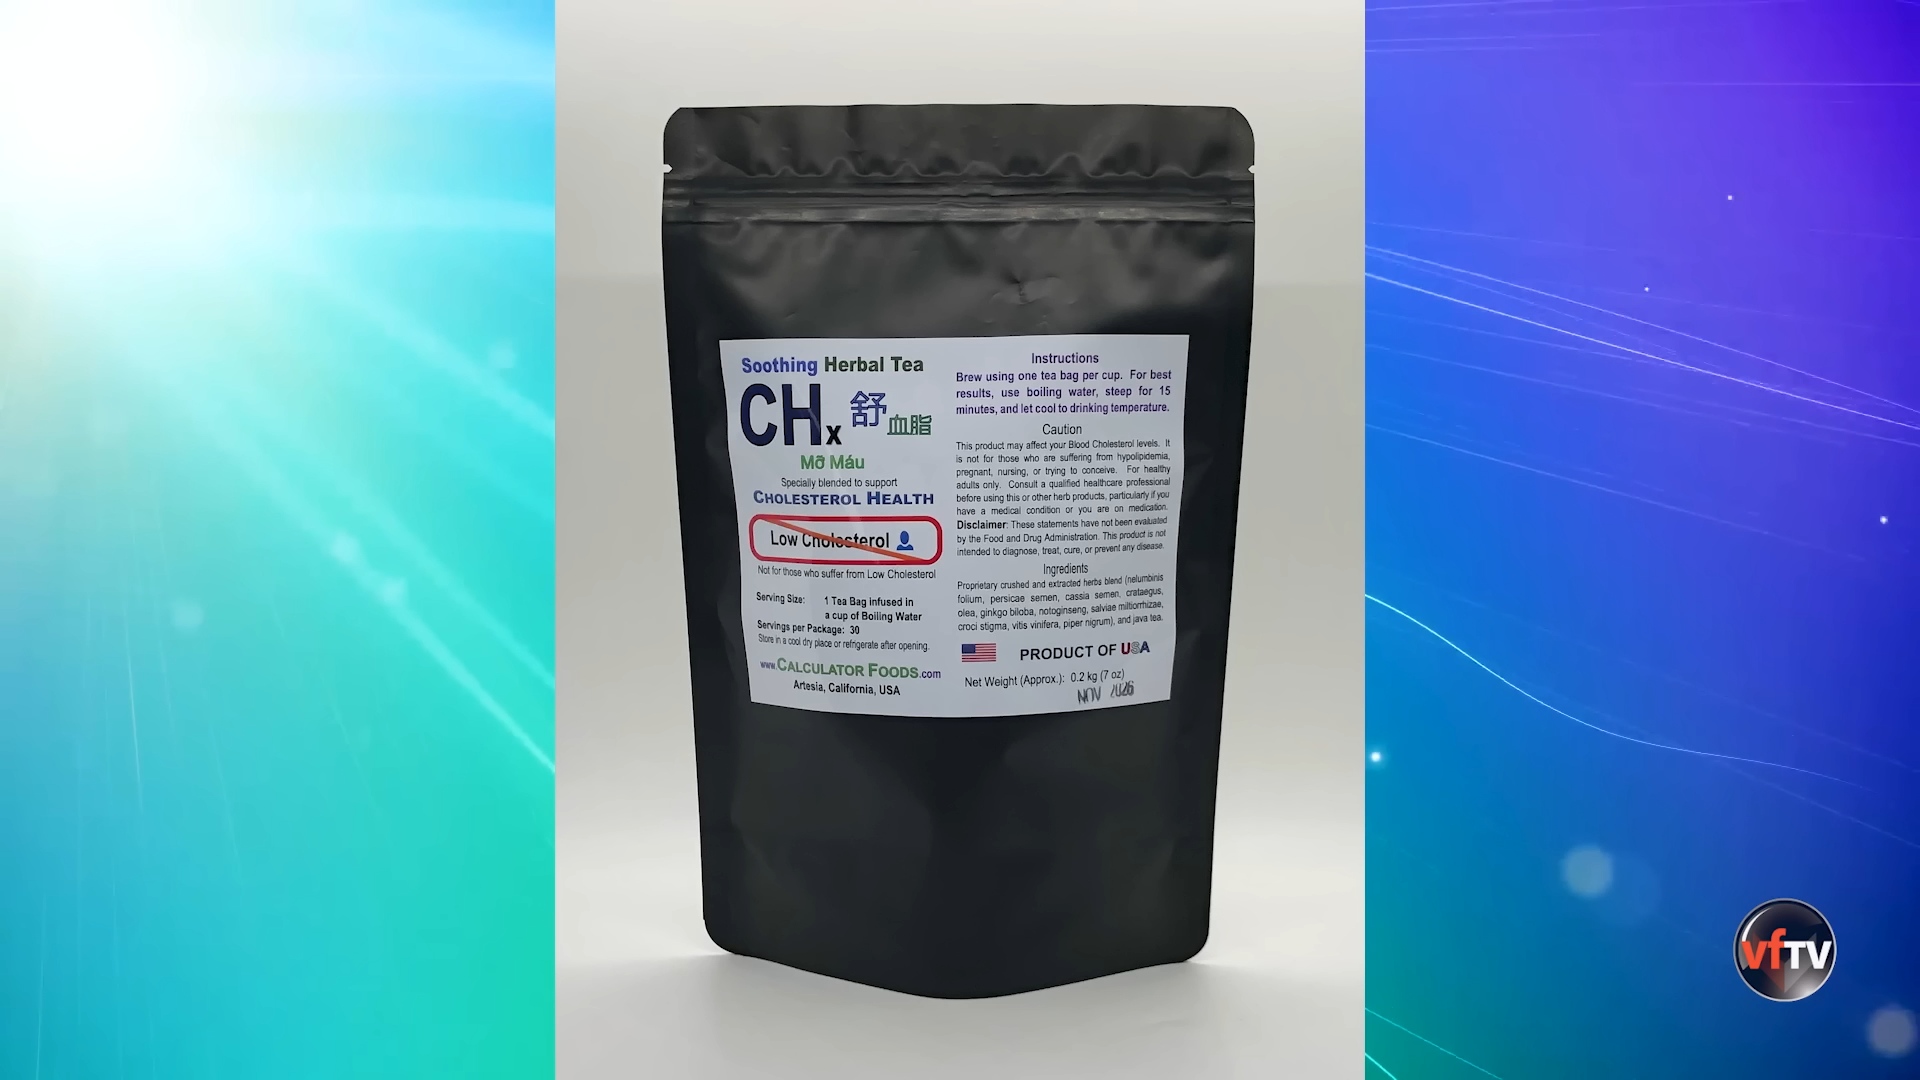 Soothing Herbal Tea
CHx 舒血脂
Mỡ Máu
Specially blended to support
CHOLESTEROL HEALTH
Low Cholesterol
Not for those who suffer from Low Cholesterol
Serving Size: 1 Tea Bag infused in
a cup of Boiling Water
Servings per Package: 30
Store in a cool dry place or refrigerate after opening.
www.CALCULATOR FOODS.com
Artesia, California, USA
Instructions
Brew using one tea bag per cup. For best
results, use boiling water, steep for 15
minutes, and let cool to drinking temperature.
Caution
This product may affect your Blood Cholesterol levels. It
is not for those who are suffering from hypolipidemia,
pregnant, nursing, or trying to conceive. For healthy
adults only. Consult a qualified healthcare professional
before using this or other herb products, particularly if you
have a medical condition or you are on medication.
Disclaimer: These statements have not been evaluated
by the Food and Drug Administration. This product is not
intended to diagnose, treat, cure, or prevent any disease.
Ingredients
Proprietary crushed and extracted herbs blend (nelumbinis
folium, persicae semen, cassia semen, crataegus,
olea, ginkgo biloba, notoginseng, salviae miltiorrhizae,
croci stigma, vitis vinifera, piper nigrum), and java tea.
PRODUCT OF USA
Net Weight (Approx.): 0.2 kg (7 oz)
NOV 2026
vfTV